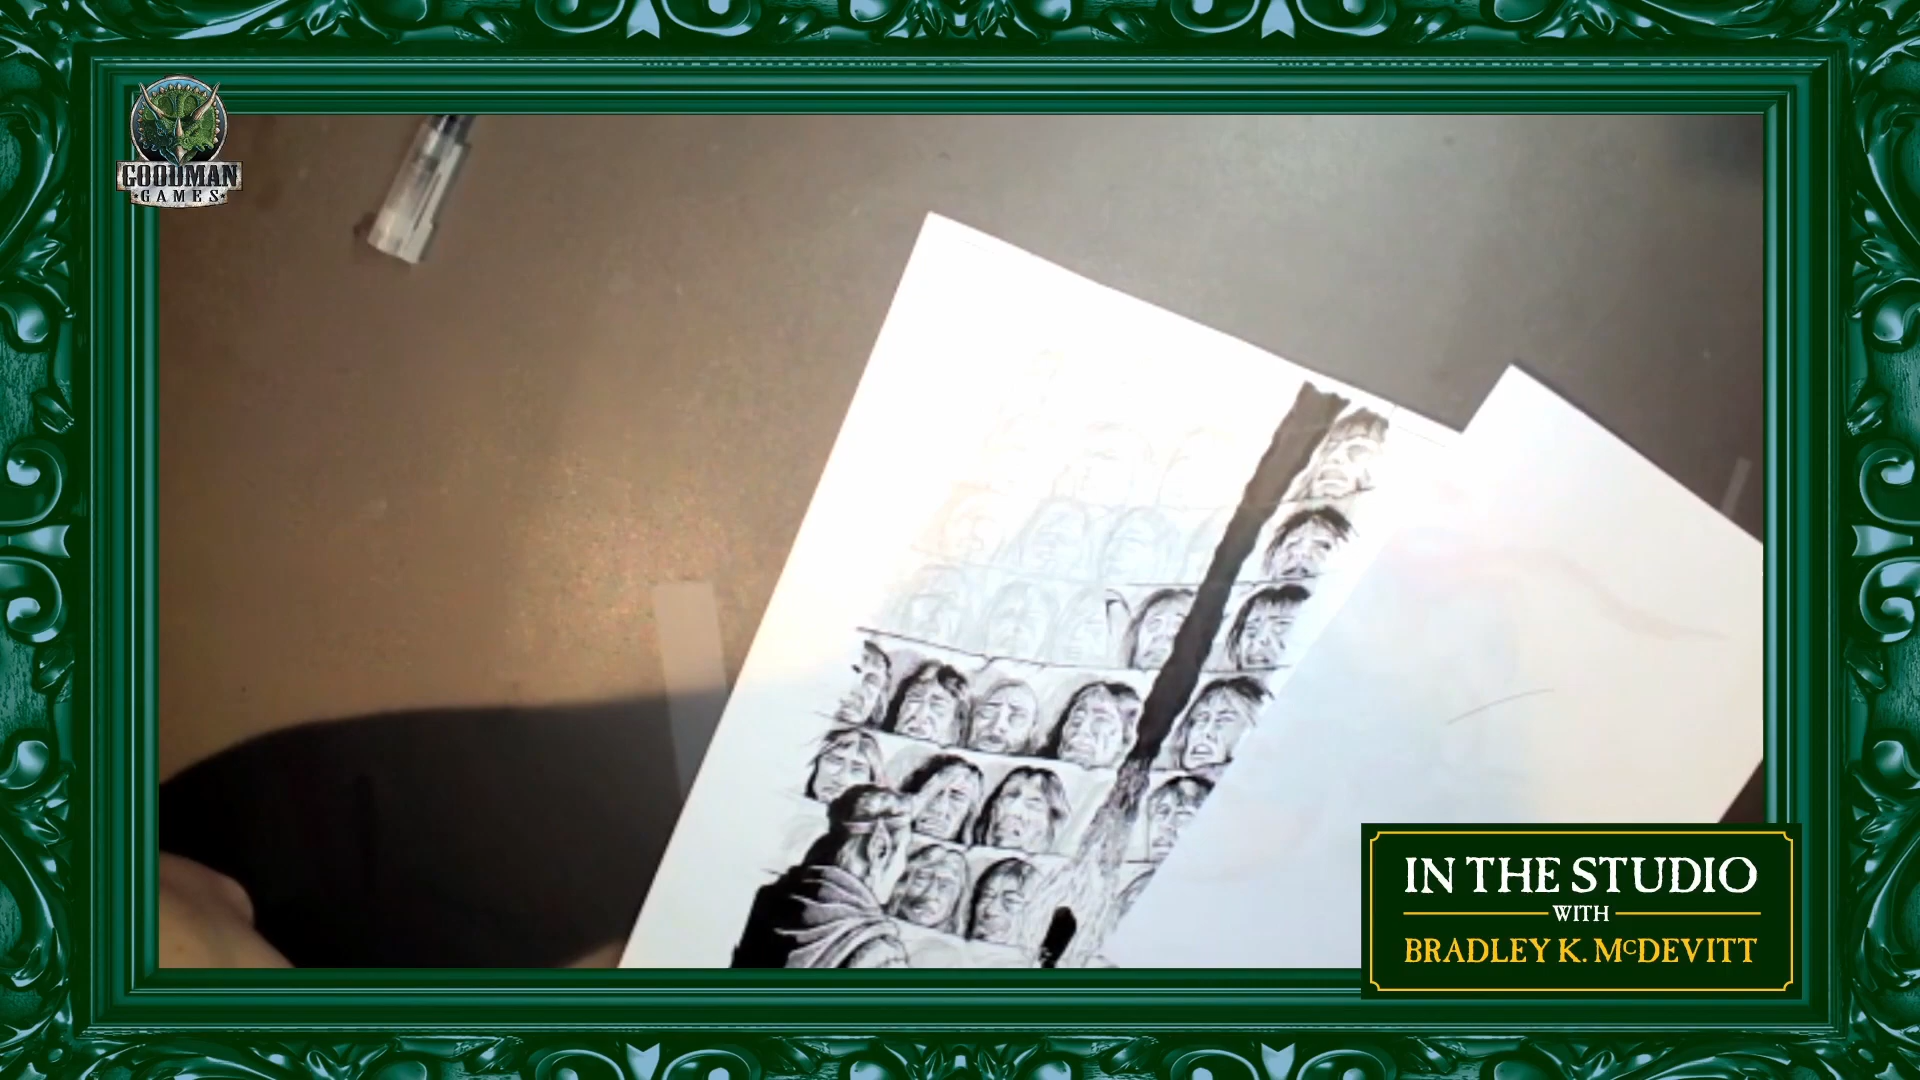 GOODMAN
GAMES
IN THE STUDIO
WITH
BRADLEY K. McDEVITT